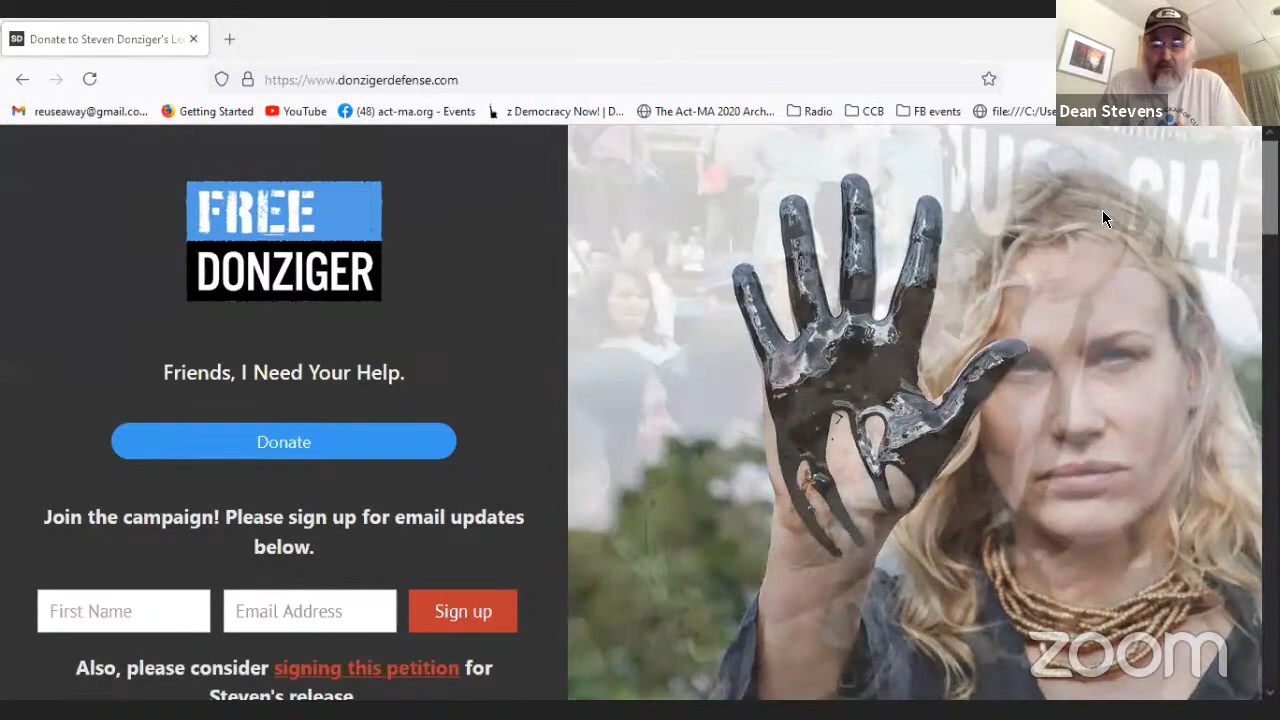 SD Donate to Steven Donziger's Le
https://www.donzigerdefense.com
reuseaway@gmail.co...
Getting Started
YouTube
(48) act-ma.org - Events
z Democracy Now! | D...
The Act-MA 2020 Arch...
Radio
CCB
FB events
file:///C:/Use
Dean Stevens
FREE
DONZIGER
Friends, I Need Your Help.
Donate
Join the campaign! Please sign up for email updates
below.
First Name
Email Address
Sign up
Also, please consider signing this petition for
Steven's release
zoom